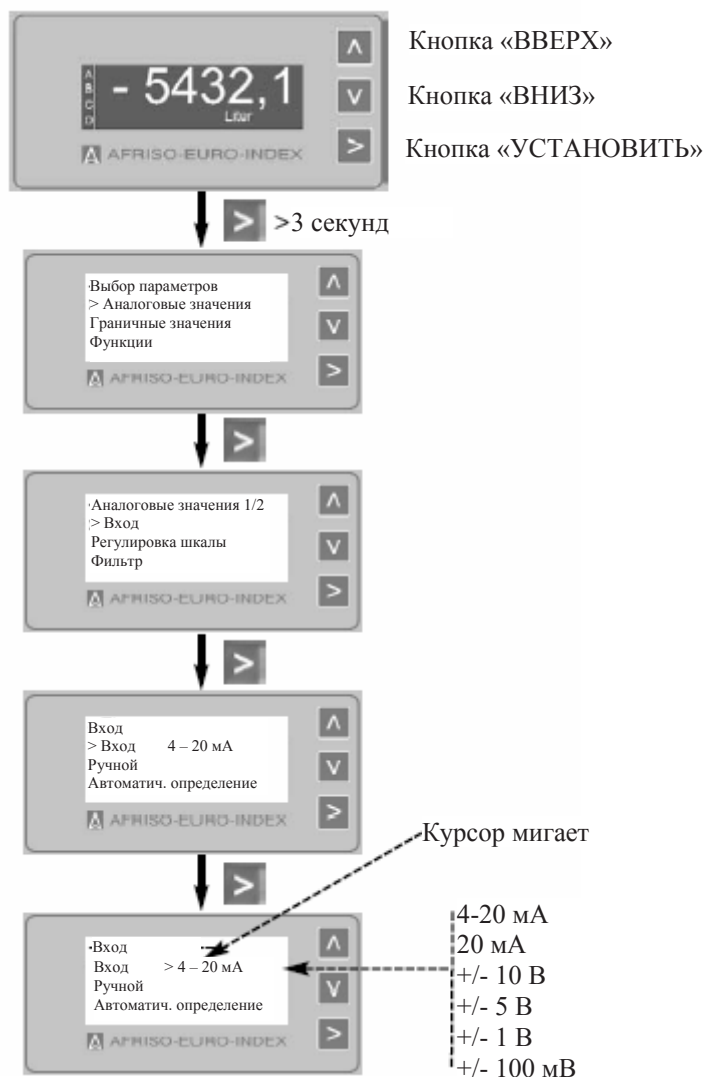 Кнопка «ВВЕРХ»
A
B
C
D
- 5432,1
Liter
Кнопка «ВНИЗ»
AFRISO-EURO-INDEX
Кнопка «УСТАНОВИТЬ»
>3 секунд
Выбор параметров
> Аналоговые значения
Граничные значения
Функции
AFRISO-EURO-INDEX
Аналоговые значения 1/2
> Вход
Регулировка шкалы
Фильтр
AFRISO-EURO-INDEX
Вход
> Вход 4 – 20 мА
Ручной
Автоматич. определение
AFRISO-EURO-INDEX
Курсор мигает
Вход
Вход > 4 – 20 мА
Ручной
Автоматич. определение
AFRISO-EURO-INDEX
4-20 мА
20 мА
+/- 10 В
+/- 5 В
+/- 1 В
+/- 100 мВ